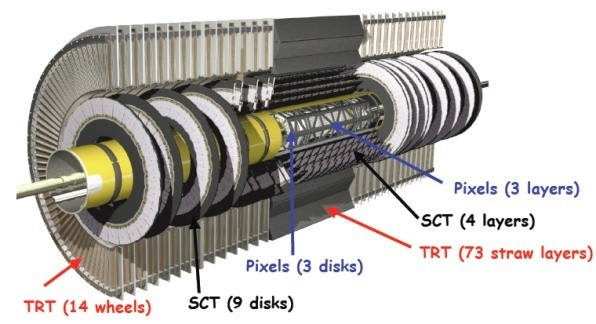 Pixels (3 layers)
SCT (4 layers)
TRT (73 straw layers)
Pixels (3 disks)
SCT (9 disks)
TRT (14 wheels)